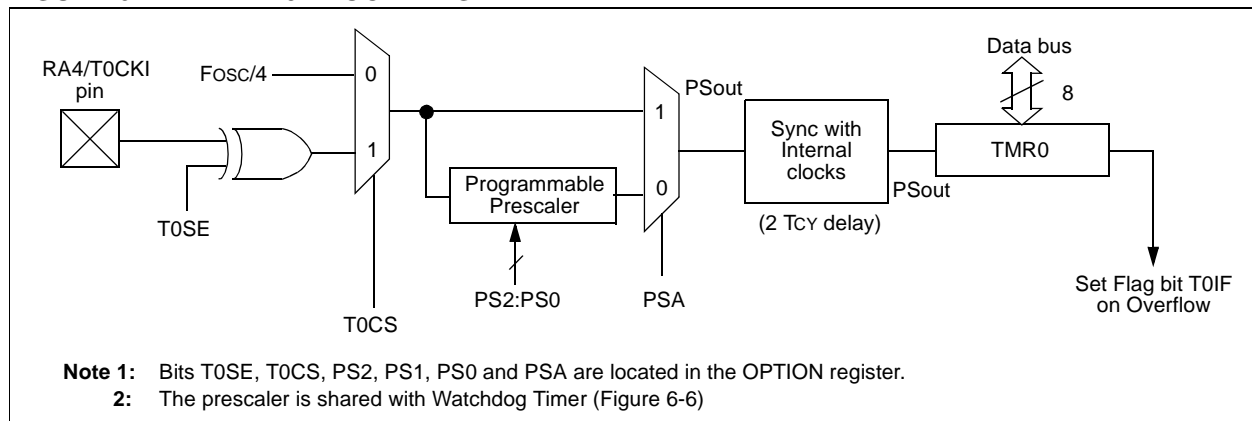 RA4/T0CKI
pin
FOSC/4
0
1
T0SE
T0CS
Programmable
Prescaler
PS2:PS0
1
0
PSA
PSout
Sync with
Internal
clocks
(2 TCY delay)
PSout
Data bus
8
TMR0
Set Flag bit T0IF
on Overflow
Note 1: Bits T0SE, T0CS, PS2, PS1, PS0 and PSA are located in the OPTION register.
2: The prescaler is shared with Watchdog Timer (Figure 6-6)